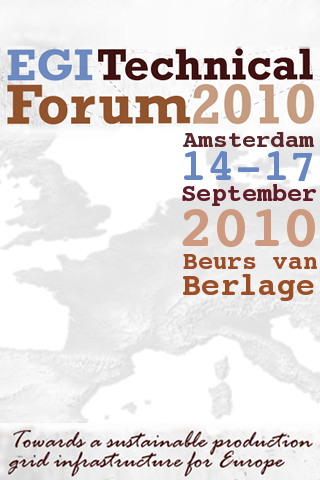 EGI Technical
Forum 2010
Amsterdam
14-17
September
2010
Beurs van
Berlage
Towards a sustainable production
grid infrastructure for Europe